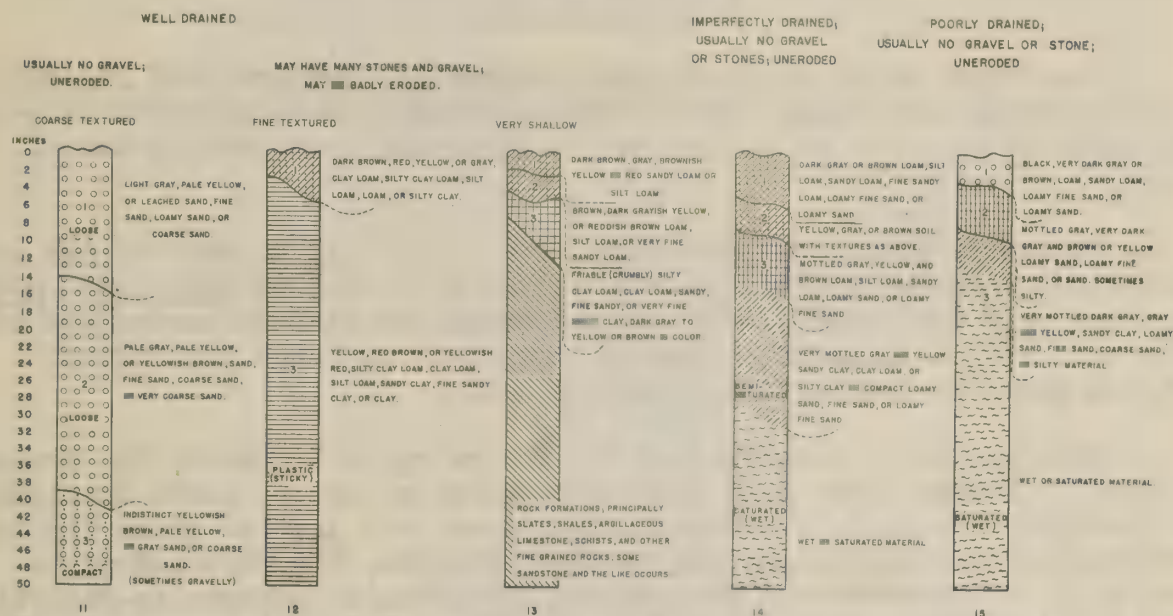 WELL DRAINED
USUALLY NO GRAVEL;
UNERODED.
MAY HAVE MANY STONES AND GRAVEL;
MAY BADLY ERODED.
IMPERFECTLY DRAINED;
USUALLY NO GRAVEL
OR STONES; UNERODED
POORLY DRAINED;
USUALLY NO GRAVEL OR STONE;
UNERODED
COARSE TEXTURED
FINE TEXTURED
VERY SHALLOW
INCHES
0
2
4
6
8
10
12
14
16
18
20
22
24
26
28
30
32
34
36
38
40
42
44
46
48
50
1
LOOSE
2
LOOSE
3
COMPACT
LIGHT GRAY, PALE YELLOW,
OR LEACHED SAND, FINE
SAND, LOAMY SAND, OR
COARSE SAND.
PALE GRAY, PALE YELLOW,
OR YELLOWISH BROWN, SAND,
FINE SAND, COARSE SAND,
VERY COARSE SAND.
INDISTINCT YELLOWISH
BROWN, PALE YELLOW,
GRAY SAND, OR COARSE
SAND.
(SOMETIMES GRAVELLY)
11
1
3
PLASTIC
(STICKY)
DARK BROWN, RED, YELLOW, OR GRAY,
CLAY LOAM, SILTY CLAY LOAM, SILT
LOAM, LOAM, OR SILTY CLAY.
YELLOW, RED BROWN, OR YELLOWISH
RED, SILTY CLAY LOAM, CLAY LOAM,
SILT LOAM, SANDY CLAY, FINE SANDY
CLAY, OR CLAY.
12
1
2
3
DARK BROWN, GRAY, BROWNISH
YELLOW RED SANDY LOAM OR
SILT LOAM
BROWN, DARK GRAYISH YELLOW,
OR REDDISH BROWN LOAM,
SILT LOAM, OR VERY FINE
SANDY LOAM.
FRIABLE (CRUMBLY) SILTY
CLAY LOAM, CLAY LOAM, SANDY,
FINE SANDY, OR VERY FINE
CLAY, DARK GRAY TO
YELLOW OR BROWN COLOR
ROCK FORMATIONS, PRINCIPALLY
SLATES, SHALES, ARGILLACEOUS
LIMESTONE, SCHISTS, AND OTHER
FINE GRAINED ROCKS. SOME
SANDSTONE AND THE LIKE OCCURS
13
1
2
3
SEMI-
SATURATED
SATURATED
(WET)
DARK GRAY OR BROWN LOAM, SILT
LOAM, SANDY LOAM, FINE SANDY
LOAM, LOAMY FINE SAND, OR
LOAMY SAND.
YELLOW, GRAY, OR BROWN SOIL
WITH TEXTURES AS ABOVE.
MOTTLED GRAY, YELLOW, AND
BROWN LOAM, SILT LOAM, SANDY
LOAM, LOAMY SAND, OR LOAMY
FINE SAND
VERY MOTTLED GRAY YELLOW
SANDY CLAY, CLAY LOAM, OR
SILTY CLAY COMPACT LOAMY
SAND, FINE SAND, OR LOAMY
FINE SAND
WET SATURATED MATERIAL
14
1
2
3
SATURATED
(WET)
BLACK, VERY DARK GRAY OR
BROWN, LOAM, SANDY LOAM,
LOAMY FINE SAND, OR
LOAMY SAND.
MOTTLED GRAY, VERY DARK
GRAY AND BROWN OR YELLOW
LOAMY SAND, LOAMY FINE
SAND, OR SAND. SOMETIMES
SILTY.
VERY MOTTLED DARK GRAY, GRAY
YELLOW, SANDY CLAY, LOAMY
SAND, SAND, COARSE SAND,
SILTY MATERIAL
WET OR SATURATED MATERIAL
15